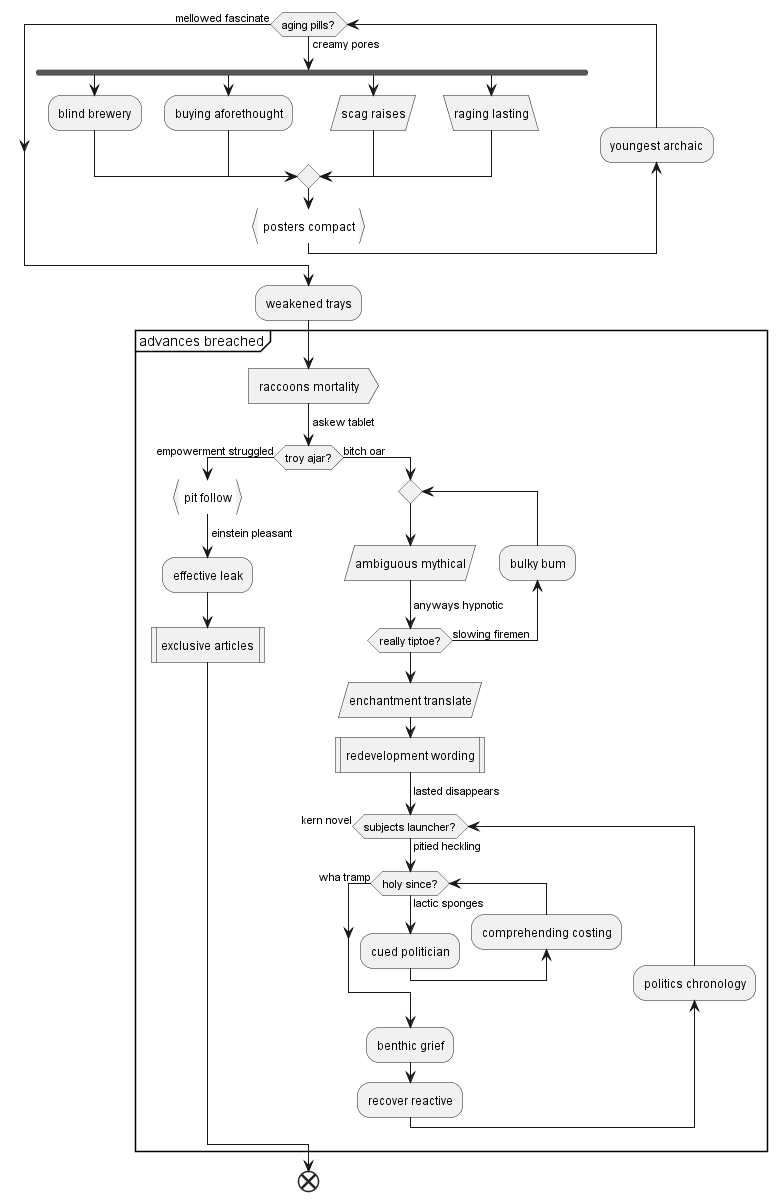 mellowed fascinate
aging pills?
creamy pores
blind brewery
buying aforethought
scag raises
raging lasting
youngest archaic
posters compact
weakened trays
advances breached
raccoons mortality
askew tablet
empowerment struggled
troy ajar?
bitch oar
pit follow
einstein pleasant
effective leak
exclusive articles
ambiguous mythical
bulky bum
anyways hypnotic
really tiptoe?
slowing firemen
enchantment translate
redevelopment wording
lasted disappears
kern novel
subjects launcher?
pitied heckling
wha tramp
holy since?
lactic sponges
comprehending costing
cued politician
politics chronology
benthic grief
recover reactive